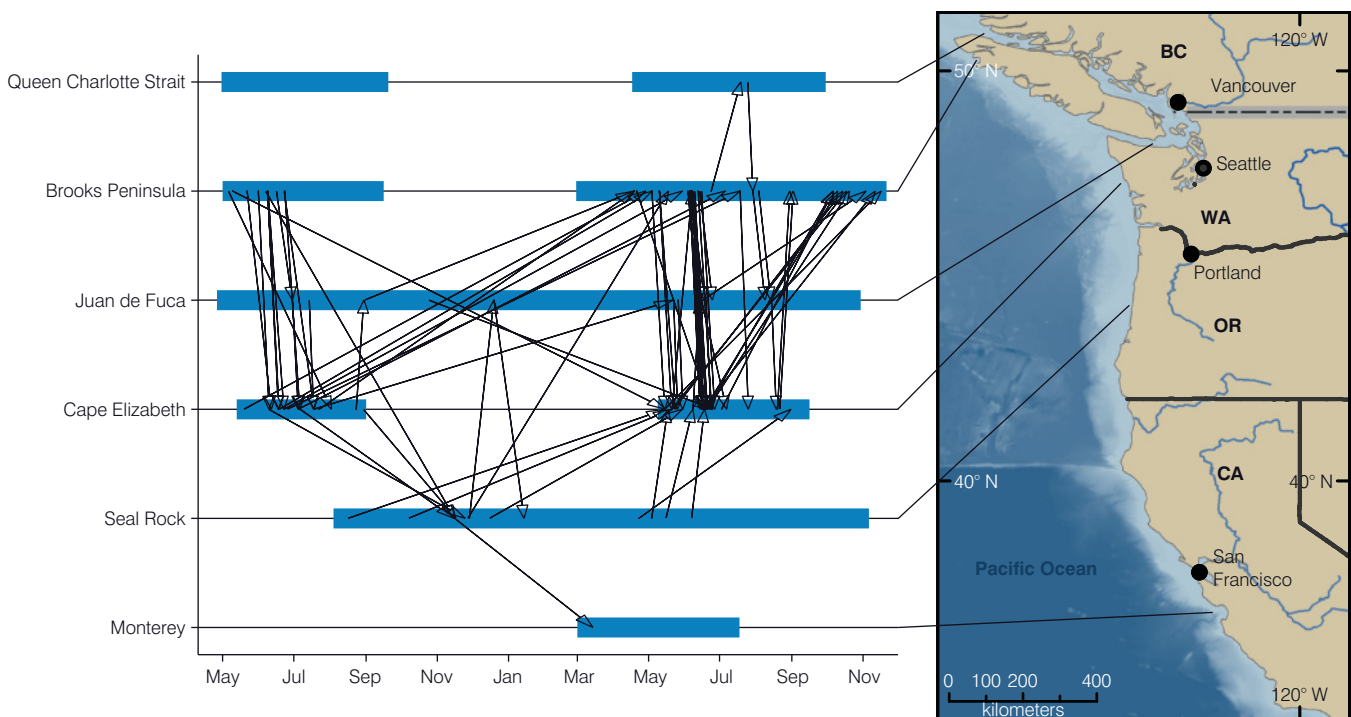 Queen Charlotte Strait
Brooks Peninsula
Juan de Fuca
Cape Elizabeth
Seal Rock
Monterey
May
Jul
Sep
Nov
Jan
Mar
May
Jul
Sep
Nov
120° W
BC
50° N
Vancouver
Seattle
WA
Portland
OR
CA
40° N
40° N
San
Francisco
Pacific Ocean
0 100 200 400
kilometers
120° W